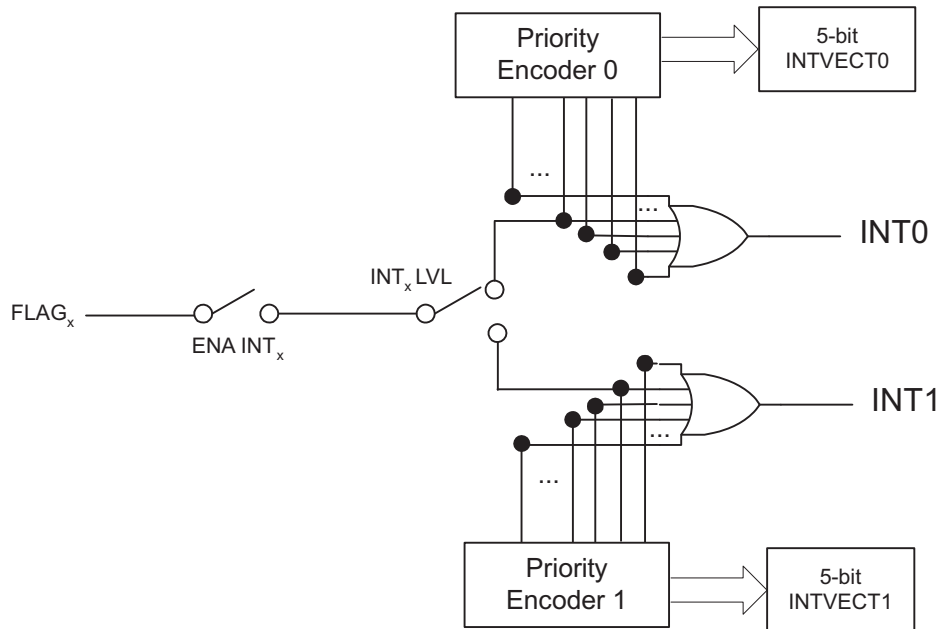 Priority
Encoder 0
5-bit
INTVECT0
...
...
INT0
INTx LVL
FLAGx
ENA INTx
INT1
...
...
Priority
Encoder 1
5-bit
INTVECT1